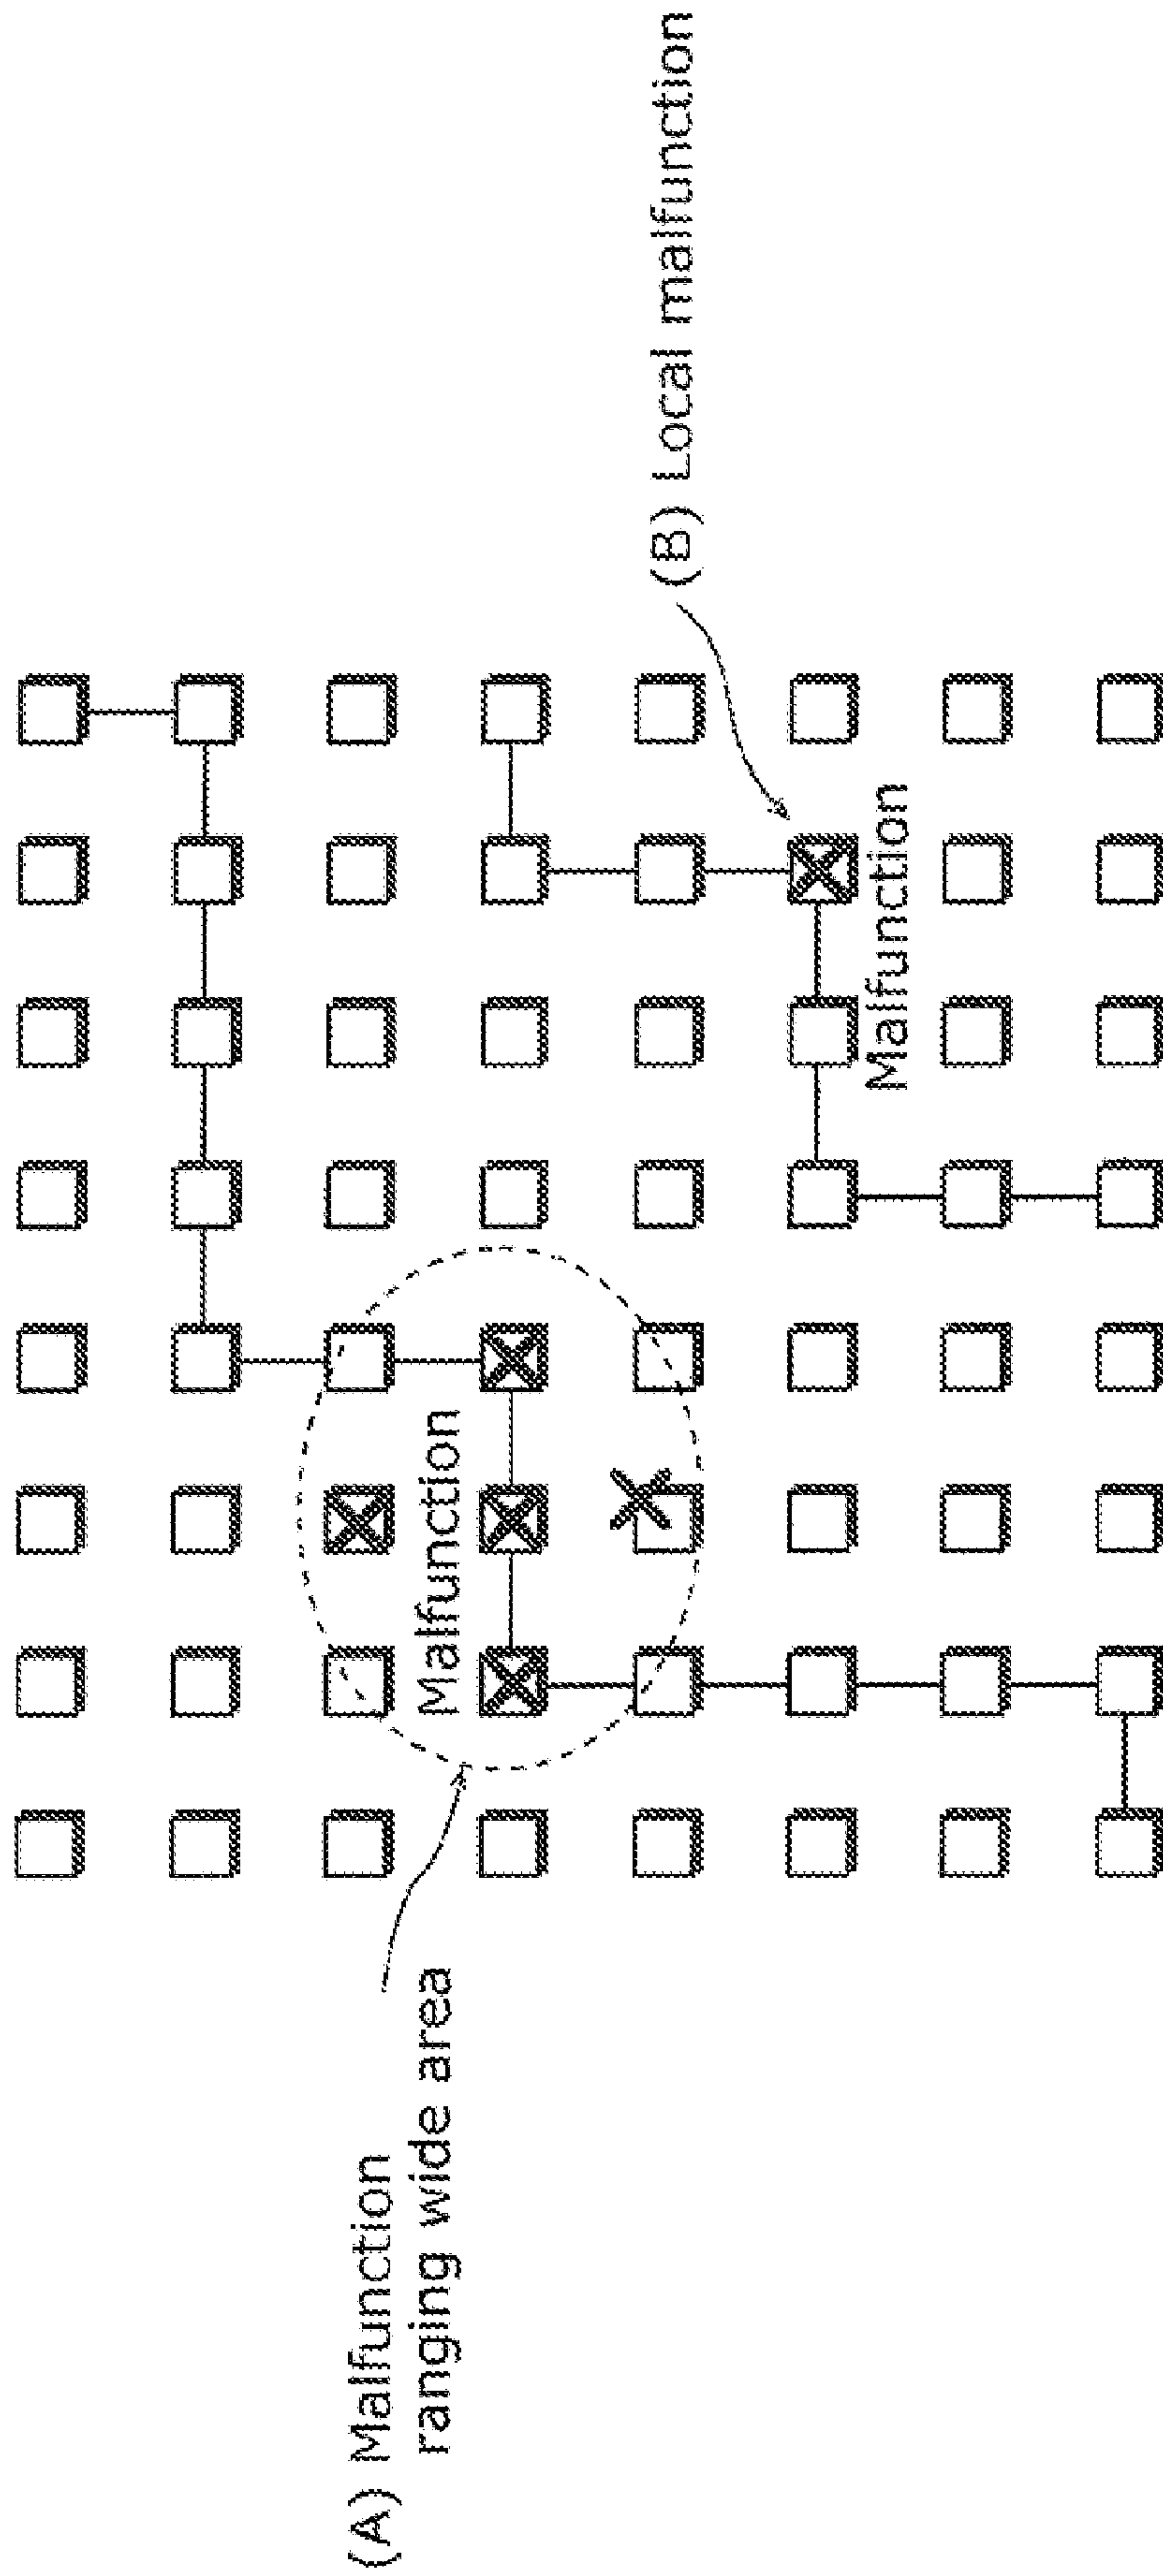 (A) Malfunction
ranging wide area
Malfunction
(B) Local malfunction
Malfunction